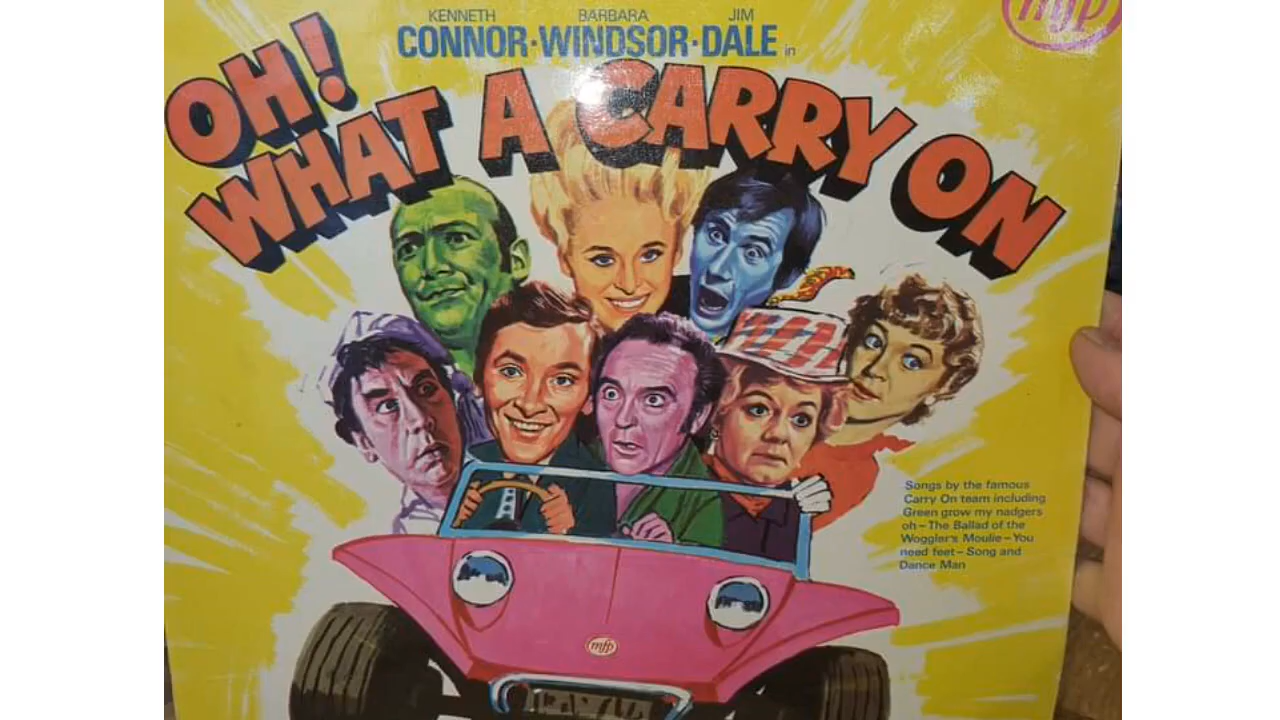 mfp
KENNETH BARBARA JIM
CONNOR·WINDSOR·DALE in
OH!
WHAT A CARRY ON
Songs by the famous
Carry On team including
Green grow my nadgers
oh – The Ballad of the
Woggler's Moulie – You
need feet – Song and
Dance Man
mfp